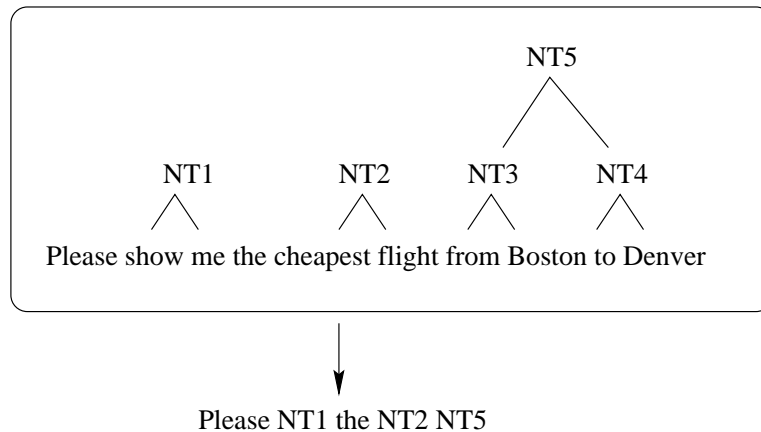 NT5
NT1 NT2 NT3 NT4
Please show me the cheapest flight from Boston to Denver
Please NT1 the NT2 NT5